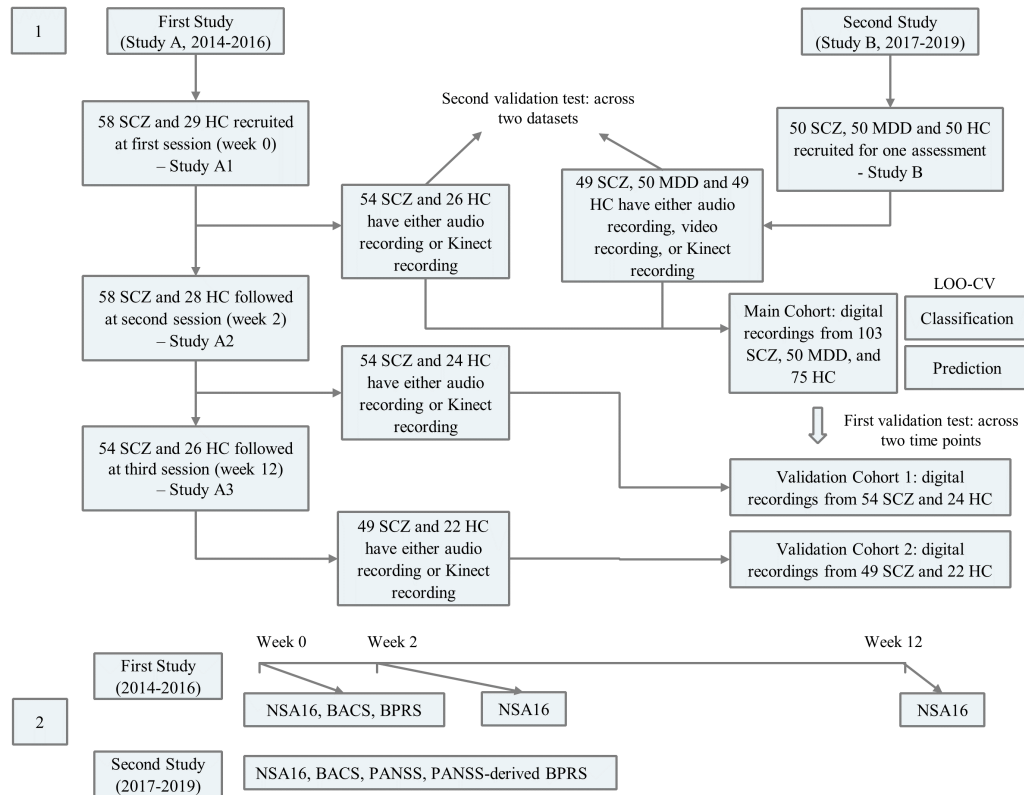 1
First Study
(Study A, 2014-2016)
Second Study
(Study B, 2017-2019)
58 SCZ and 29 HC recruited
at first session (week 0)
– Study A1
Second validation test: across
two datasets
50 SCZ, 50 MDD and 50 HC
recruited for one assessment
- Study B
54 SCZ and 26 HC
have either audio
recording or Kinect
recording
49 SCZ, 50 MDD and 49
HC have either audio
recording, video
recording, or Kinect
recording
58 SCZ and 28 HC followed
at second session (week 2)
– Study A2
Main Cohort: digital
recordings from 103
SCZ, 50 MDD, and
75 HC
LOO-CV
Classification
Prediction
54 SCZ and 24 HC
have either audio
recording or Kinect
recording
First validation test: across
two time points
54 SCZ and 26 HC followed
at third session (week 12)
– Study A3
Validation Cohort 1: digital
recordings from 54 SCZ and 24 HC
49 SCZ and 22 HC
have either audio
recording or Kinect
recording
Validation Cohort 2: digital
recordings from 49 SCZ and 22 HC
2
First Study
(2014-2016)
Week 0
Week 2
Week 12
NSA16, BACS, BPRS
NSA16
NSA16
Second Study
(2017-2019)
NSA16, BACS, PANSS, PANSS-derived BPRS